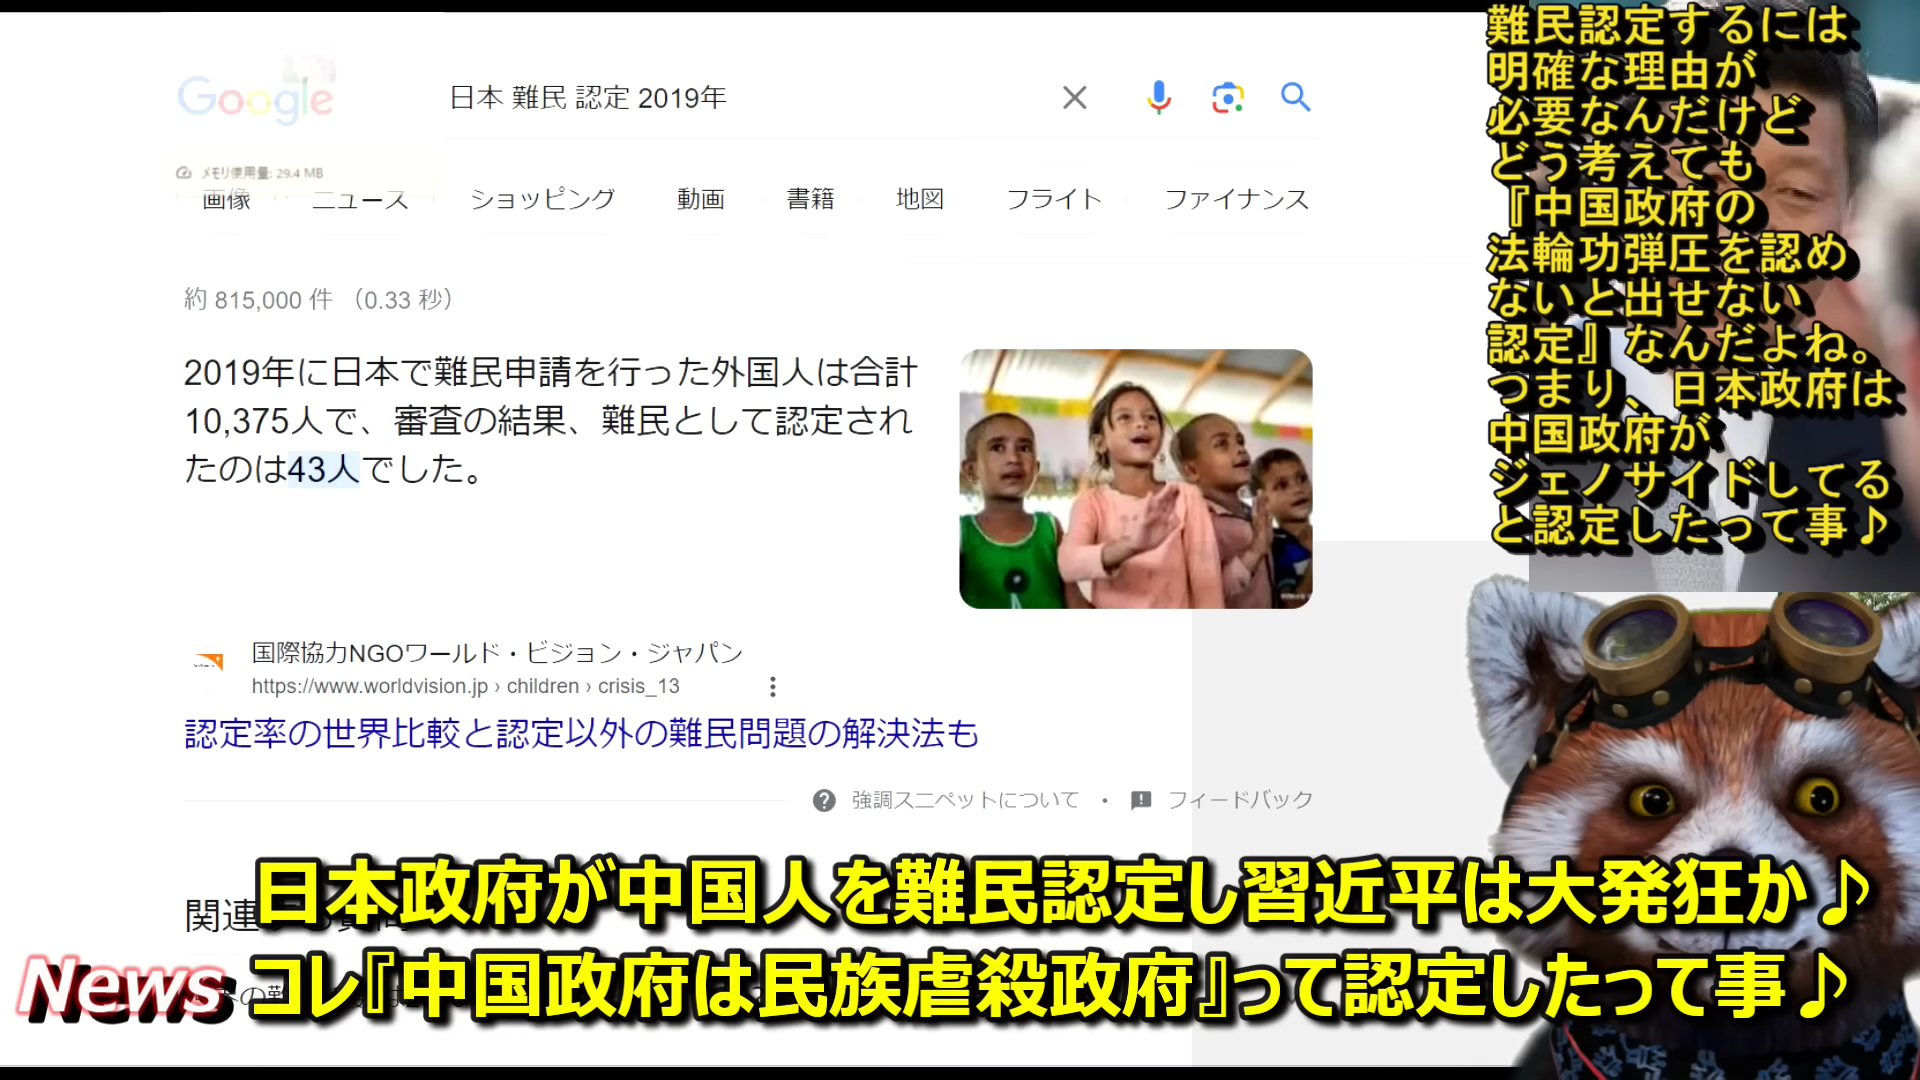 Google
日本 難民 認定 2019年
メモリ使用量: 29.4 MB
画像 ニュース ショッピング 動画 書籍 地図 フライト ファイナンス
約 815,000 件 （0.33 秒）
2019年に日本で難民申請を行った外国人は合計
10,375人で、審査の結果、難民として認定され
たのは43人でした。
国際協力NGOワールド・ビジョン・ジャパン
https://www.worldvision.jp › children › crisis_13
認定率の世界比較と認定以外の難民問題の解決法も
強調スニペットについて • フィードバック
関連
難民認定するには
明確な理由が
必要なんだけど
どう考えても
『中国政府の
法輪功弾圧を認め
ないと出せない
認定』なんだよね。
つまり、日本政府は
中国政府が
ジェノサイドしてる
と認定したって事♪
日本政府が中国人を難民認定し習近平は大発狂か♪
News
コレ『中国政府は民族虐殺政府』って認定したって事♪